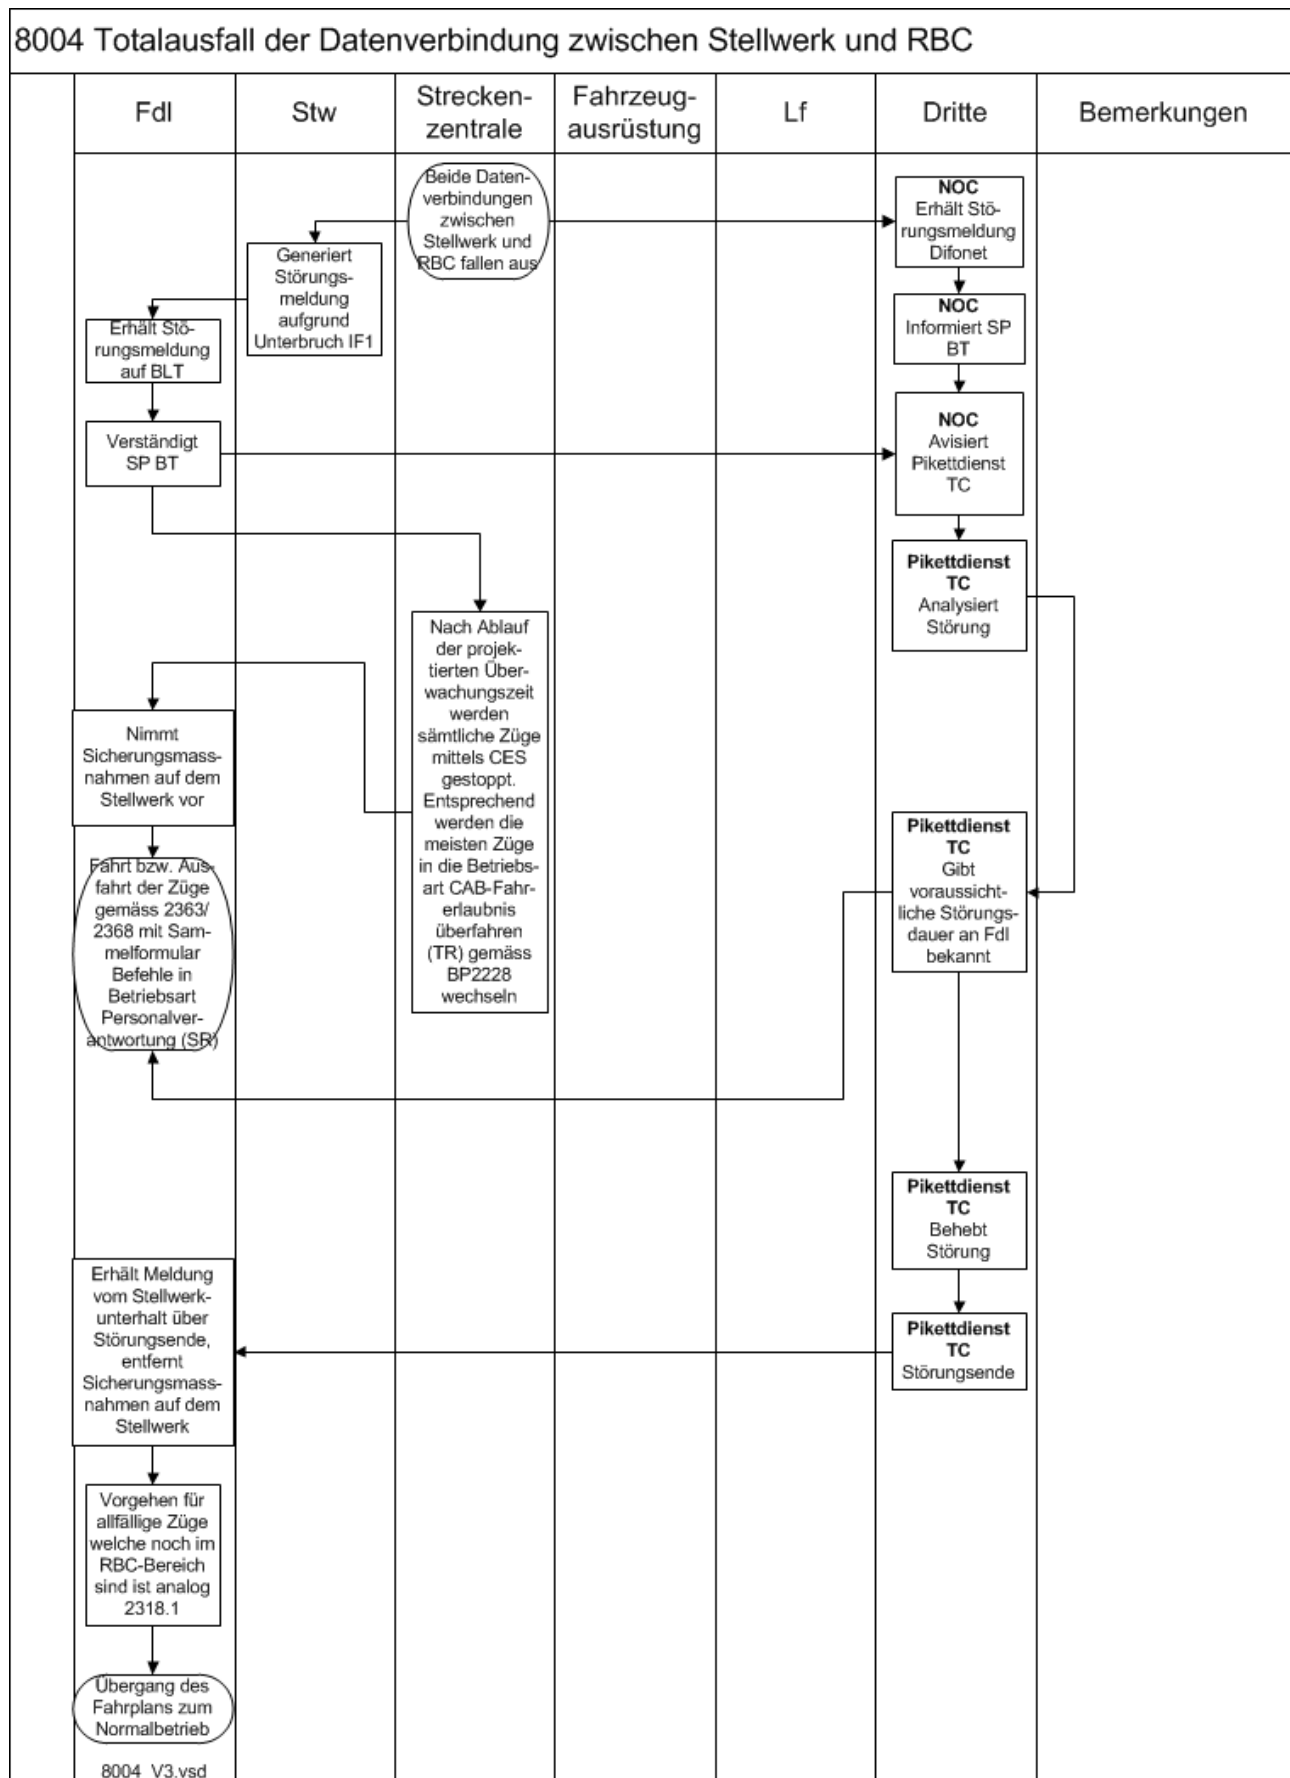 8004 Totalausfall der Datenverbindung zwischen Stellwerk und RBC
Fdl
Stw
Strecken-
zentrale
Fahrzeug-
ausrüstung
Lf
Dritte
Bemerkungen
Beide Daten-
verbindungen
zwischen
Stellwerk und
RBC fallen aus
NOC
Erhält Stö-
rungsmeldung
Difonet
Generiert
Störungs-
meldung
aufgrund
Unterbruch IF1
NOC
Informiert SP
BT
Erhält Stö-
rungsmeldung
auf BLT
Verständigt
SP BT
NOC
Avisiert
Pikettdienst
TC
Pikettdienst
TC
Analysiert
Störung
Nach Ablauf
der projek-
tierten Über-
wachungszeit
werden
sämtliche Züge
mittels CES
gestoppt.
Entsprechend
werden die
meisten Züge
in die Betriebs-
art CAB-Fahr-
erlaubnis
überfahren
(TR) gemäss
BP2228
wechseln
Nimmt
Sicherungsmass-
nahmen auf dem
Stellwerk vor
Pikettdienst
TC
Gibt
voraussicht-
liche Störungs-
dauer an Fdl
bekannt
Fahrt bzw. Aus-
fahrt der Züge
gemäss 2363/
2368 mit Sam-
melformular
Befehle in
Betriebsart
Personalver-
antwortung (SR)
Pikettdienst
TC
Behebt
Störung
Erhält Meldung
vom Stellwerk-
unterhalt über
Störungsende,
entfernt
Sicherungsmass-
nahmen auf dem
Stellwerk
Pikettdienst
TC
Störungsende
Vorgehen für
allfällige Züge
welche noch im
RBC-Bereich
sind ist analog
2318.1
Übergang des
Fahrplans zum
Normalbetrieb
8004_V3.vsd